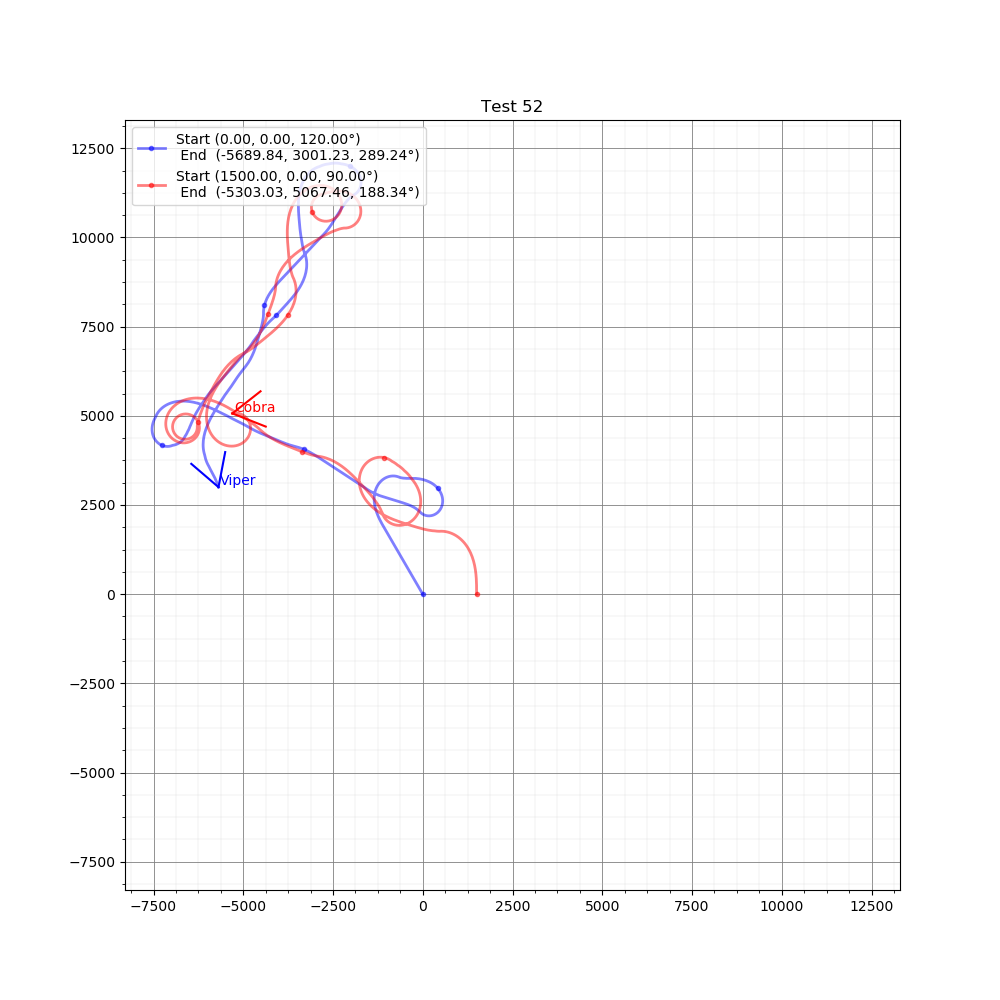 Test 52
Start (0.00, 0.00, 120.00°)
End  (-5689.84, 3001.23, 289.24°)
Start (1500.00, 0.00, 90.00°)
End  (-5303.03, 5067.46, 188.34°)
12500
10000
7500
5000
2500
0
−2500
−5000
−7500
Cobra
Viper
−7500 −5000 −2500 0 2500 5000 7500 10000 12500